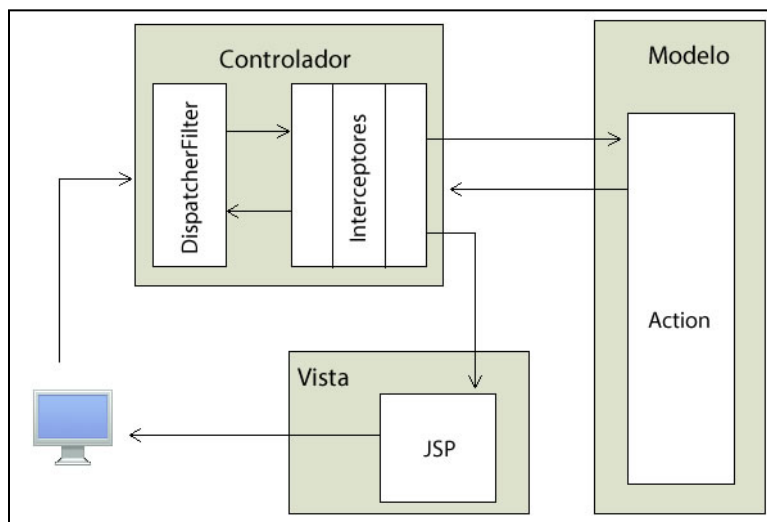 Controlador
Modelo
DispatcherFilter
Interceptores
Action
Vista
JSP